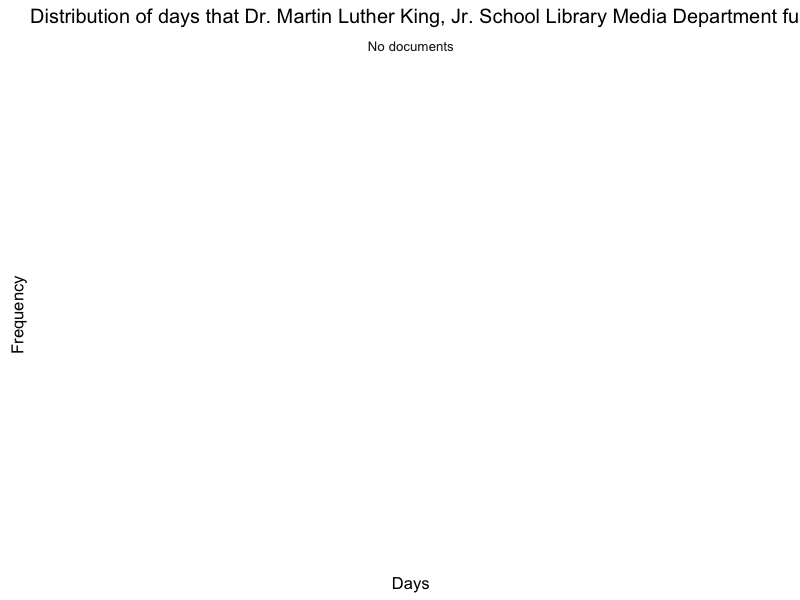 Distribution of days that Dr. Martin Luther King, Jr. School Library Media Department fu
No documents
Frequency
Days